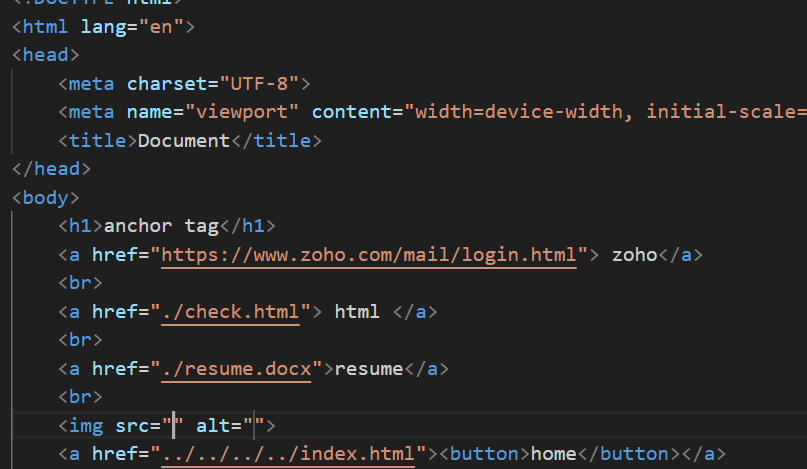 <!DOCTYPE html>
<html lang="en">
<head>
<meta charset="UTF-8">
<meta name="viewport" content="width=device-width, initial-scale=
<title>Document</title>
</head>
<body>
<h1>anchor tag</h1>
<a href="https://www.zoho.com/mail/login.html"> zoho</a>
<br>
<a href="./check.html"> html </a>
<br>
<a href="./resume.docx">resume</a>
<br>
<img src="" alt="">
<a href="../../../../index.html"><button>home</button></a>